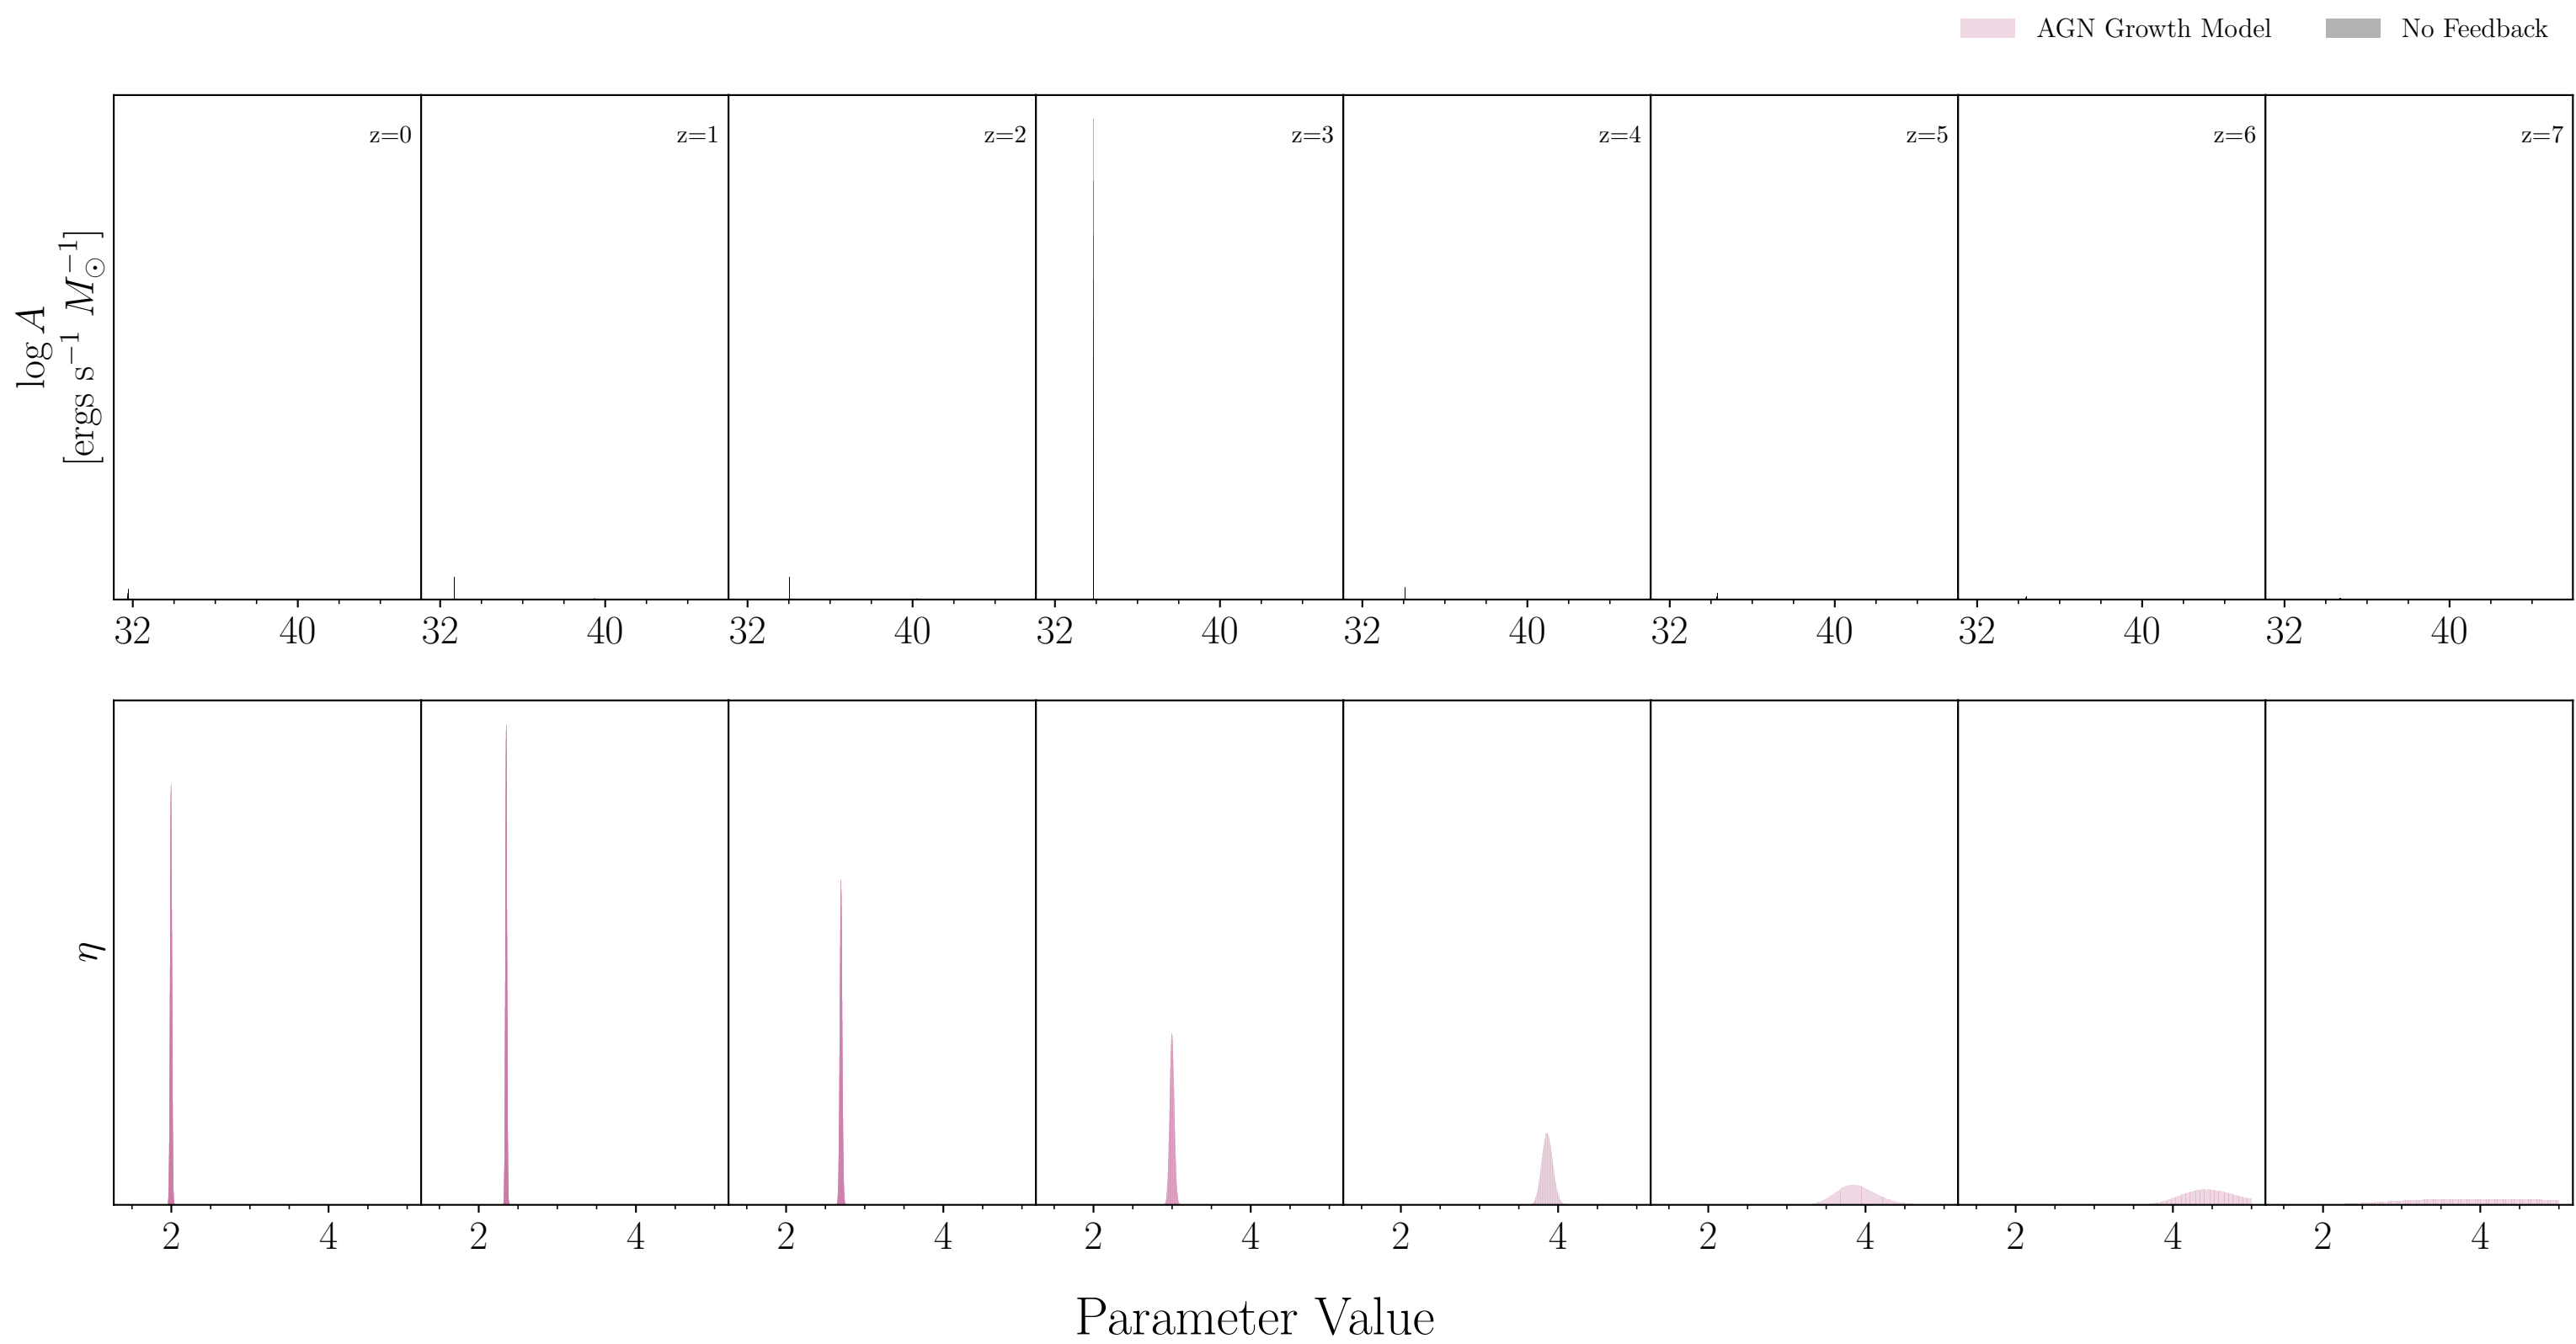 AGN Growth Model No Feedback
z=0 z=1 z=2 z=3 z=4 z=5 z=6 z=7
log A
[ergs s⁻¹ M⊙⁻¹]
32 40 32 40 32 40 32 40 32 40 32 40 32 40 32 40
η
2 4 2 4 2 4 2 4 2 4 2 4 2 4 2 4
Parameter Value